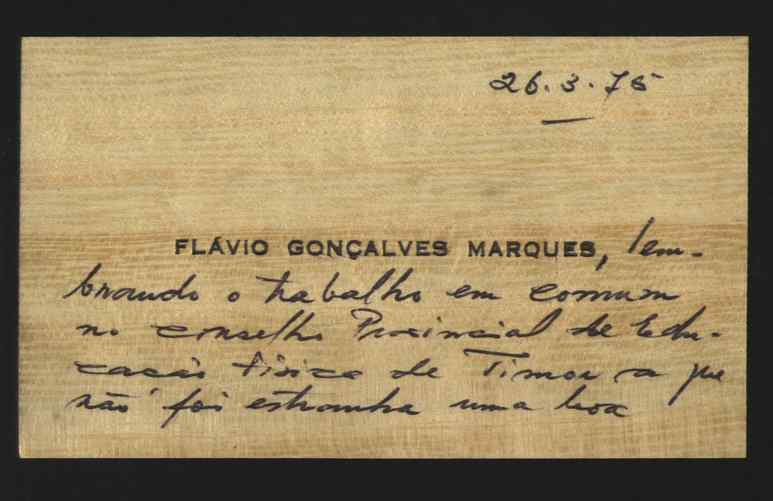 26.3.75
FLÁVIO GONÇALVES MARQUES, lem-
brando o trabalho em comum
no conselho Provincial de Edu-
cação Física de Timor a que
não foi estranha uma boa